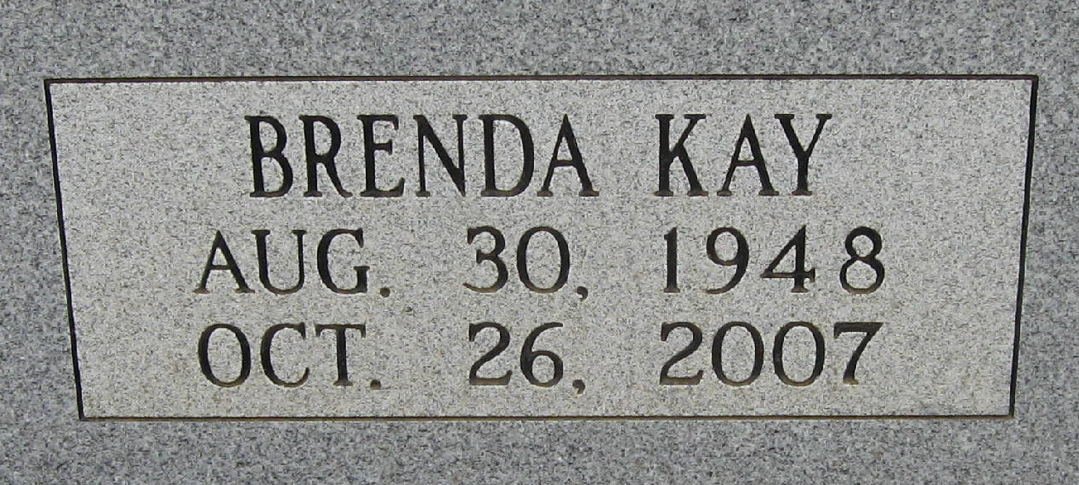 BRENDA KAY
AUG. 30, 1948
OCT. 26, 2007